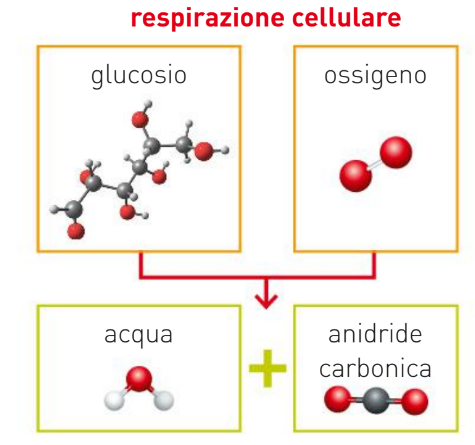 respirazione cellulare
glucosio
ossigeno
acqua
+
anidride
carbonica